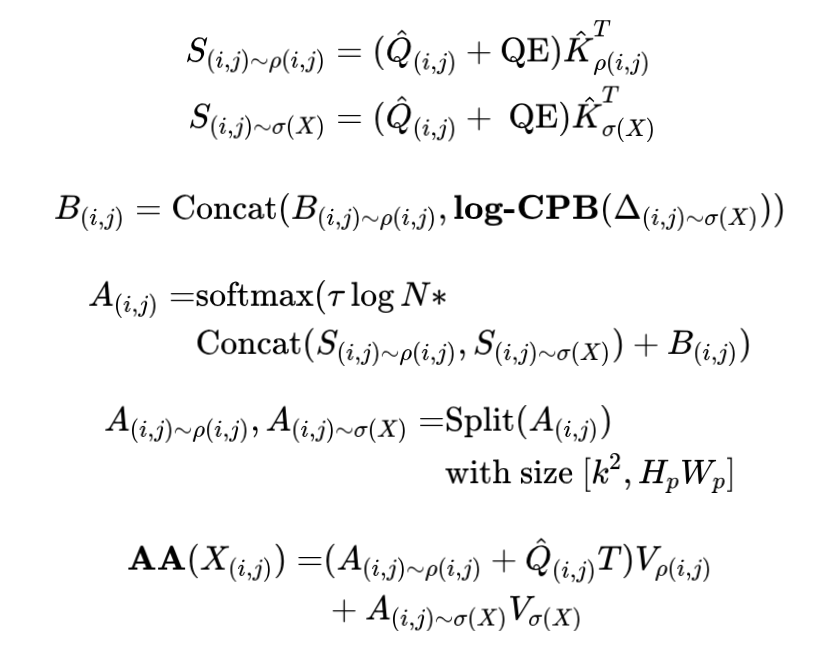 S_{(i,j)∼ρ(i,j)} = (Q̂_{(i,j)} + QE)K̂^T_{ρ(i,j)}
S_{(i,j)∼σ(X)} = (Q̂_{(i,j)} + QE)K̂^T_{σ(X)}
B_{(i,j)} = Concat(B_{(i,j)∼ρ(i,j)}, log-CPB(Δ_{(i,j)∼σ(X)}))
A_{(i,j)} =softmax(τ log N∗
Concat(S_{(i,j)∼ρ(i,j)}, S_{(i,j)∼σ(X)}) + B_{(i,j)})
A_{(i,j)∼ρ(i,j)}, A_{(i,j)∼σ(X)} =Split(A_{(i,j)})
with size [k^2, H_pW_p]
AA(X_{(i,j)}) =(A_{(i,j)∼ρ(i,j)} + Q̂_{(i,j)}T)V_{ρ(i,j)}
+ A_{(i,j)∼σ(X)}V_{σ(X)}